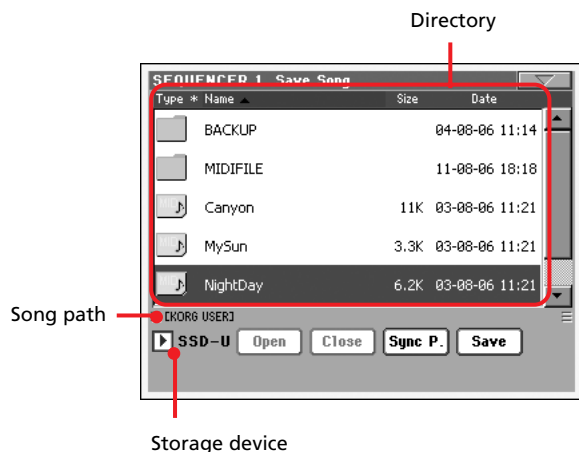 Directory
SEQUENCER 1 Save Song
Type * Name Size Date
BACKUP 04-08-06 11:14
MIDIFILE 11-08-06 18:18
Canyon 11K 03-08-06 11:21
MySun 3.3K 03-08-06 11:21
NightDay 6.2K 03-08-06 11:21
Song path
[KORG USER]
SSD-U Open Close Sync P. Save
Storage device